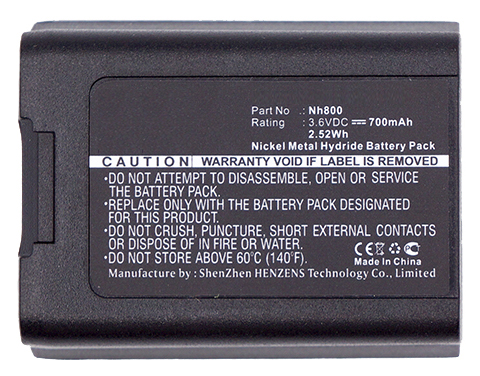 Part No : Nh800
Rating : 3.6VDC ⎓ 700mAh
2.52Wh
Nickel Metal Hydride Battery Pack
CAUTION WARRANTY VOID IF LABEL IS REMOVED
•DO NOT ATTEMPT TO DISASSEMBLE, OPEN OR SERVICE
THE BATTERY PACK.
•REPLACE ONLY WITH THE BATTERY PACK DESIGNATED
FOR THIS PRODUCT.
•DO NOT CRUSH, PUNCTURE, SHORT EXTERNAL CONTACTS
OR DISPOSE OF IN FIRE OR WATER.
•DO NOT STORE ABOVE 60°C (140°F).
CE
Made In China
Manufacture by : ShenZhen HENZENS Technology Co., Limited